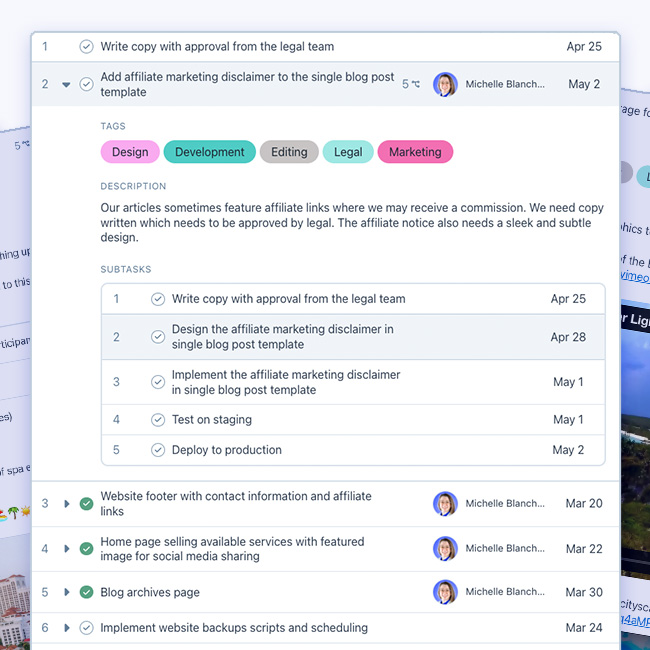 1 Write copy with approval from the legal team Apr 25
2 Add affiliate marketing disclaimer to the single blog post
template 5 Michelle Blanch... May 2
TAGS
Design Development Editing Legal Marketing
DESCRIPTION
Our articles sometimes feature affiliate links where we may receive a commission. We need copy
written which needs to be approved by legal. The affiliate notice also needs a sleek and subtle
design.
SUBTASKS
1 Write copy with approval from the legal team Apr 25
2 Design the affiliate marketing disclaimer in
single blog post template Apr 28
3 Implement the affiliate marketing disclaimer
in single blog post template May 1
4 Test on staging May 1
5 Deploy to production May 2
3 Website footer with contact information and affiliate
links Michelle Blanch... Mar 20
4 Home page selling available services with featured
image for social media sharing Michelle Blanch... Mar 22
5 Blog archives page Michelle Blanch... Mar 30
6 Implement website backups scripts and scheduling Mar 24
5
to this
of spa
of the